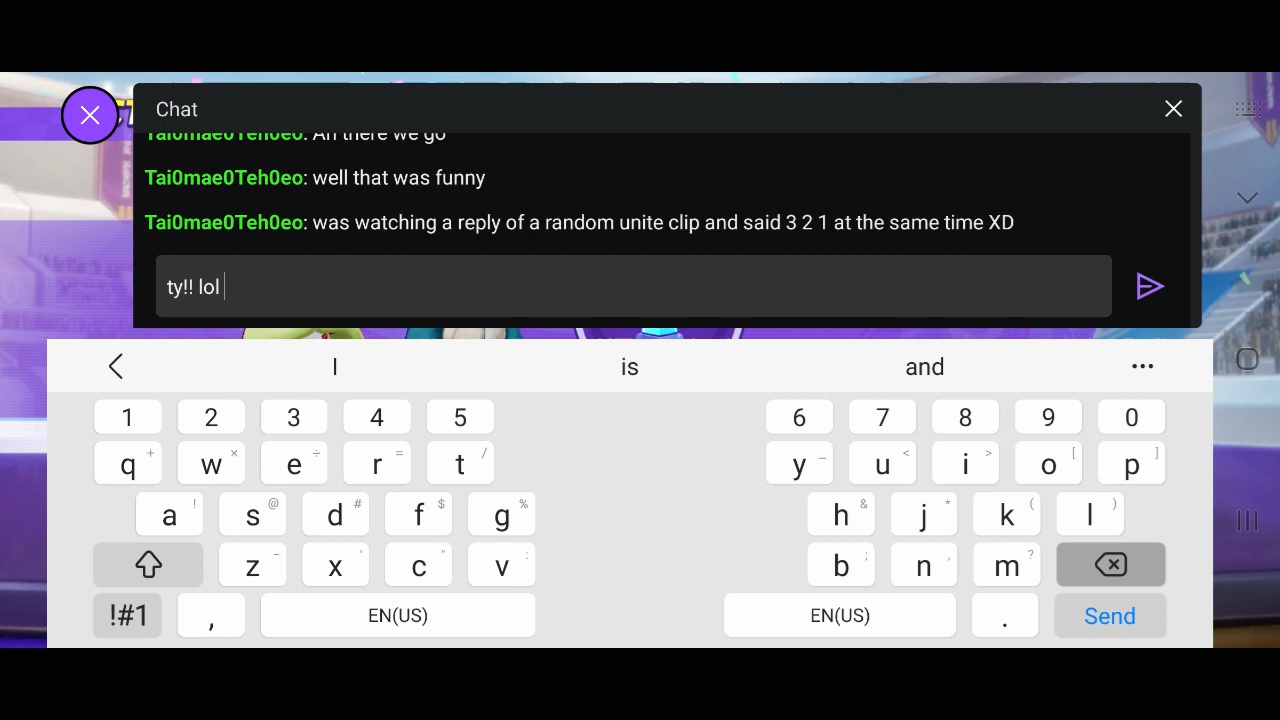 Chat
Tai0mae0Teh0eo: Ah there we go
Tai0mae0Teh0eo: well that was funny
Tai0mae0Teh0eo: was watching a reply of a random unite clip and said 3 2 1 at the same time XD
ty!! lol
I is and •••
1 2 3 4 5 6 7 8 9 0
q + w × e ÷ r = t / y _ u < i > o [ p ]
a ! s @ d # f $ g % h & j * k ( l )
z - x ' c " v : b ; n , m ?
!#1 , EN(US) EN(US) . Send